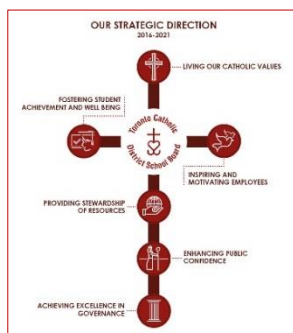 OUR STRATEGIC DIRECTION
2016-2021
LIVING OUR CATHOLIC VALUES
FOSTERING STUDENT
ACHIEVEMENT AND WELL BEING
Toronto Catholic
District School Board
INSPIRING AND
MOTIVATING EMPLOYEES
PROVIDING STEWARDSHIP
OF RESOURCES
ENHANCING PUBLIC
CONFIDENCE
ACHIEVING EXCELLENCE IN
GOVERNANCE